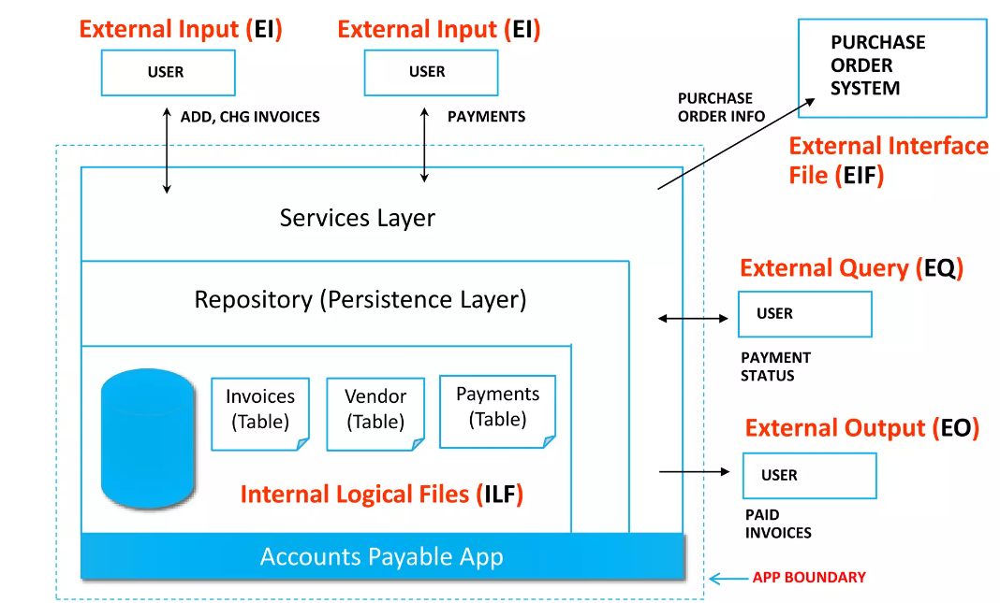 External Input (EI)
External Input (EI)
USER
USER
PURCHASE
ORDER
SYSTEM
ADD, CHG INVOICES
PAYMENTS
PURCHASE
ORDER INFO
External Interface
File (EIF)
Services Layer
External Query (EQ)
Repository (Persistence Layer)
USER
PAYMENT
STATUS
Invoices
(Table)
Vendor
(Table)
Payments
(Table)
External Output (EO)
USER
Internal Logical Files (ILF)
PAID
INVOICES
Accounts Payable App
APP BOUNDARY